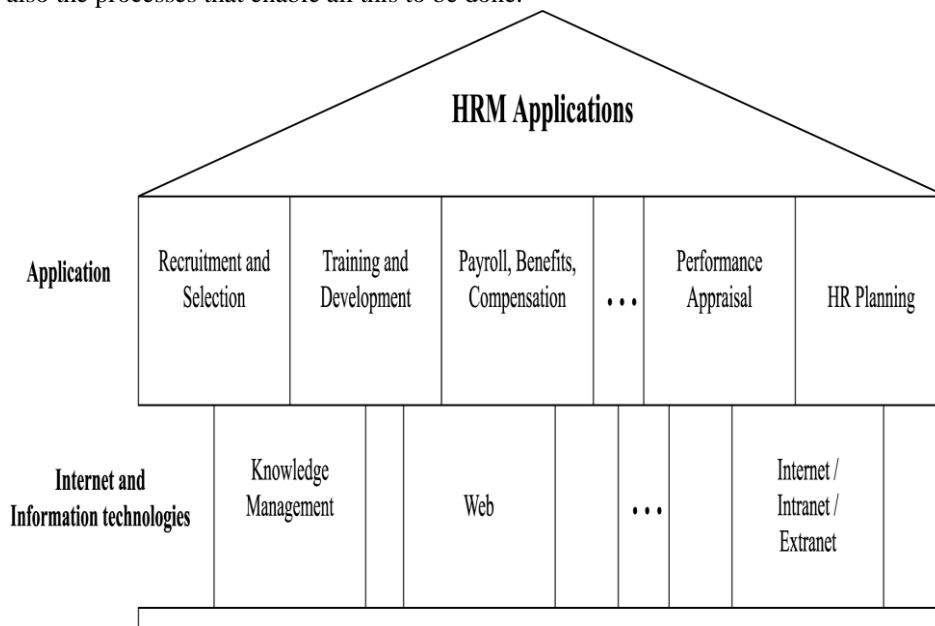 also the processes that enable all this to be done.
HRM Applications
Application
Recruitment and
Selection
Training and
Development
Payroll, Benefits,
Compensation
...
Performance
Appraisal
HR Planning
Internet and
Information technologies
Knowledge
Management
Web
...
Internet /
Intranet /
Extranet